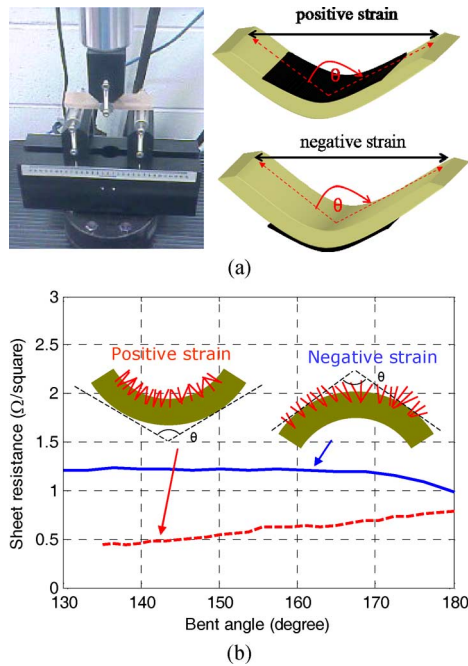 positive strain
θ
negative strain
θ
(a)
3
2.5
2
1.5
1
0.5
0
Sheet resistance (Ω/square)
Positive strain
θ
Negative strain
θ
130
140
150
160
170
180
Bent angle (degree)
(b)